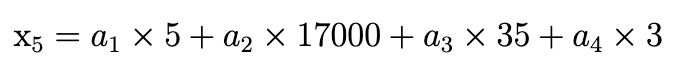 x₅ = a₁ × 5 + a₂ × 17000 + a₃ × 35 + a₄ × 3